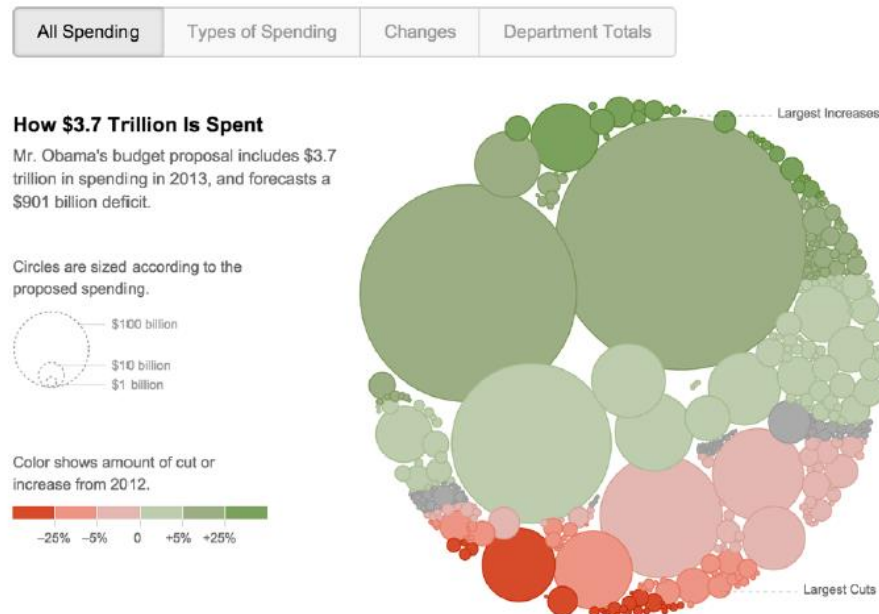 All Spending
Types of Spending
Changes
Department Totals
How $3.7 Trillion Is Spent
Mr. Obama's budget proposal includes $3.7
trillion in spending in 2013, and forecasts a
$901 billion deficit.
Circles are sized according to the
proposed spending.
$100 billion
$10 billion
$1 billion
Color shows amount of cut or
increase from 2012.
−25% −5% 0 +5% +25%
Largest Increases
Largest Cuts